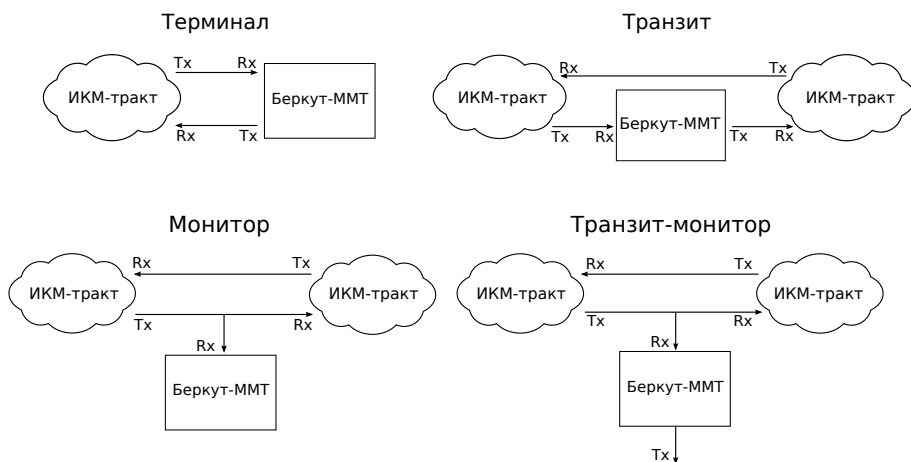 Терминал
Транзит
Tx
Rx
ИКМ-тракт
Беркут-ММТ
Rx
Tx
Rx
Tx
ИКМ-тракт
ИКМ-тракт
Беркут-ММТ
Tx
Rx
Tx
Rx
Монитор
Транзит-монитор
Rx
Tx
ИКМ-тракт
ИКМ-тракт
Tx
Rx
Rx
Беркут-ММТ
Rx
Tx
ИКМ-тракт
ИКМ-тракт
Tx
Rx
Rx
Беркут-ММТ
Tx